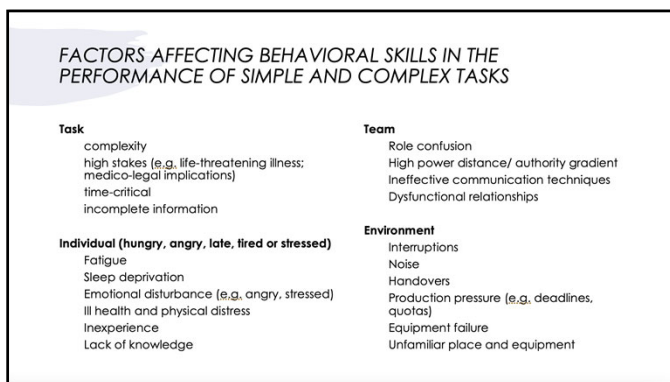 FACTORS AFFECTING BEHAVIORAL SKILLS IN THE
PERFORMANCE OF SIMPLE AND COMPLEX TASKS
Task
complexity
high stakes (e.g. life-threatening illness;
medico-legal implications)
time-critical
incomplete information
Individual (hungry, angry, late, tired or stressed)
Fatigue
Sleep deprivation
Emotional disturbance (e.g. angry, stressed)
Ill health and physical distress
Inexperience
Lack of knowledge
Team
Role confusion
High power distance/ authority gradient
Ineffective communication techniques
Dysfunctional relationships
Environment
Interruptions
Noise
Handovers
Production pressure (e.g. deadlines,
quotas)
Equipment failure
Unfamiliar place and equipment